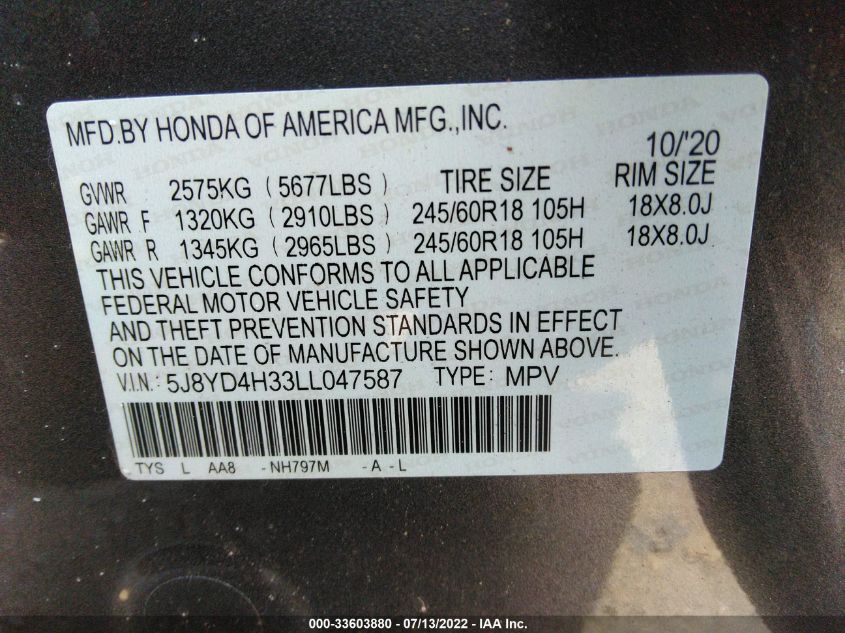 MFD.BY HONDA OF AMERICA MFG.,INC.
10/'20
GVWR 2575KG (5677LBS) TIRE SIZE RIM SIZE
GAWR F 1320KG (2910LBS) 245/60R18 105H 18X8.0J
GAWR R 1345KG (2965LBS) 245/60R18 105H 18X8.0J
THIS VEHICLE CONFORMS TO ALL APPLICABLE
FEDERAL MOTOR VEHICLE SAFETY
AND THEFT PREVENTION STANDARDS IN EFFECT
ON THE DATE OF MANUFACTURE SHOWN ABOVE.
V.I.N: 5J8YD4H33LL047587 TYPE: MPV
TYS L AA8 -NH797M -A -L
000-33603880 - 07/13/2022 - IAA Inc.